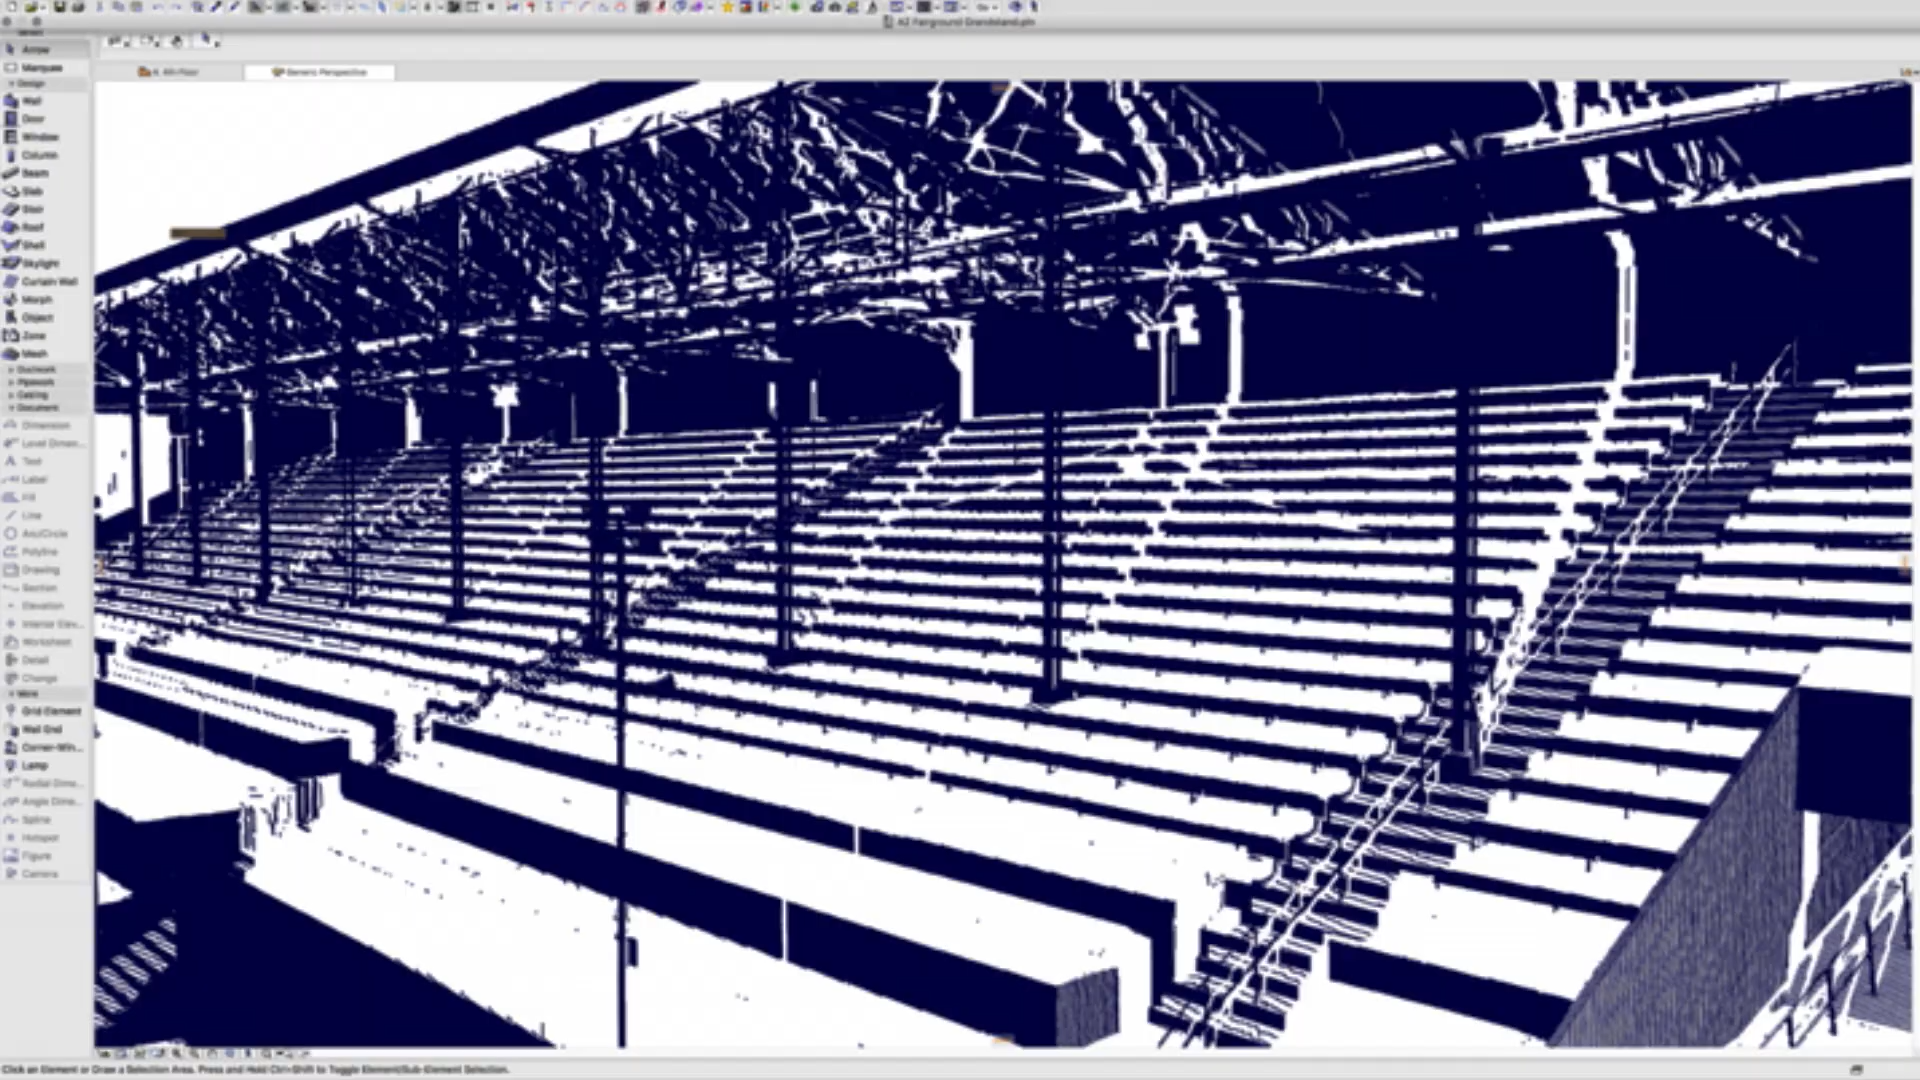 AZ Fairground Grandstand.pln
Arrow
Marquee
4. 4th Floor
Generic Perspective
Design
Wall
Door
Window
Column
Beam
Slab
Stair
Roof
Shell
Skylight
Curtain Wall
Morph
Object
Zone
Mesh
Ductwork
Pipework
Cabling
Document
Dimension
Level Dimen...
Text
Label
Fill
Line
Arc/Circle
Polyline
Drawing
Section
Elevation
Interior Elev...
Worksheet
Detail
Change
More
Grid Element
Wall End
Corner-Win...
Lamp
Radial Dime...
Angle Dime...
Spline
Hotspot
Figure
Camera
Click an Element or Draw a Selection Area. Press and Hold Ctrl+Shift to Toggle Element/Sub-Element Selection.